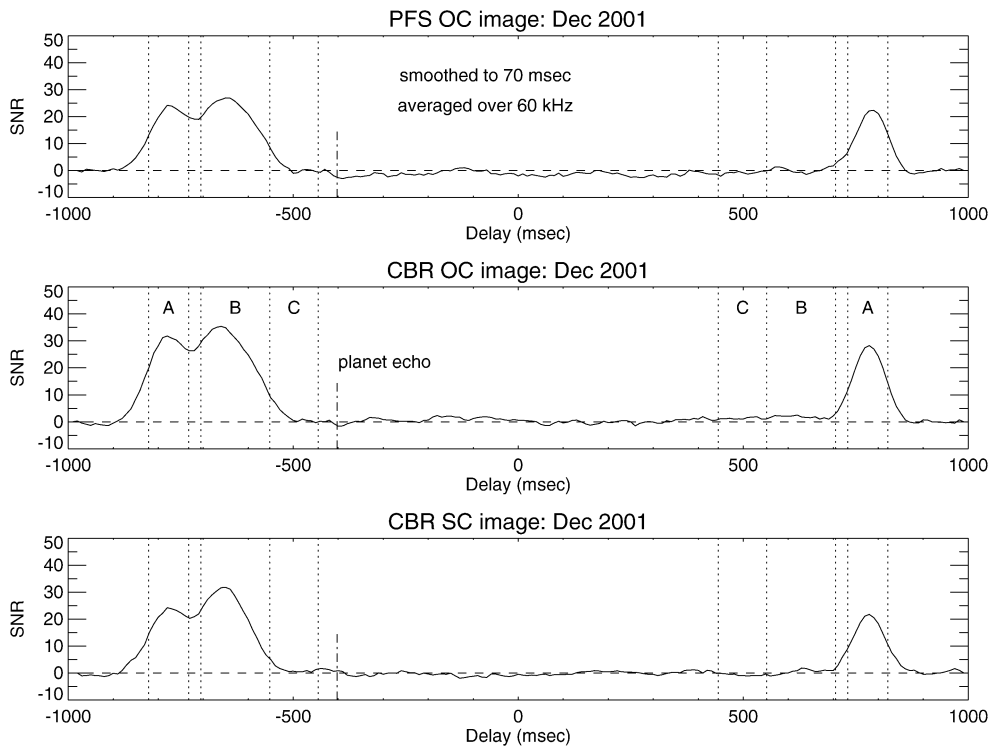 PFS OC image: Dec 2001
50
40
30
20
10
0
-10
SNR
smoothed to 70 msec
averaged over 60 kHz
-1000 -500 0 500 1000
Delay (msec)
CBR OC image: Dec 2001
50
40
30
20
10
0
-10
SNR
A B C C B A
planet echo
-1000 -500 0 500 1000
Delay (msec)
CBR SC image: Dec 2001
50
40
30
20
10
0
-10
SNR
-1000 -500 0 500 1000
Delay (msec)